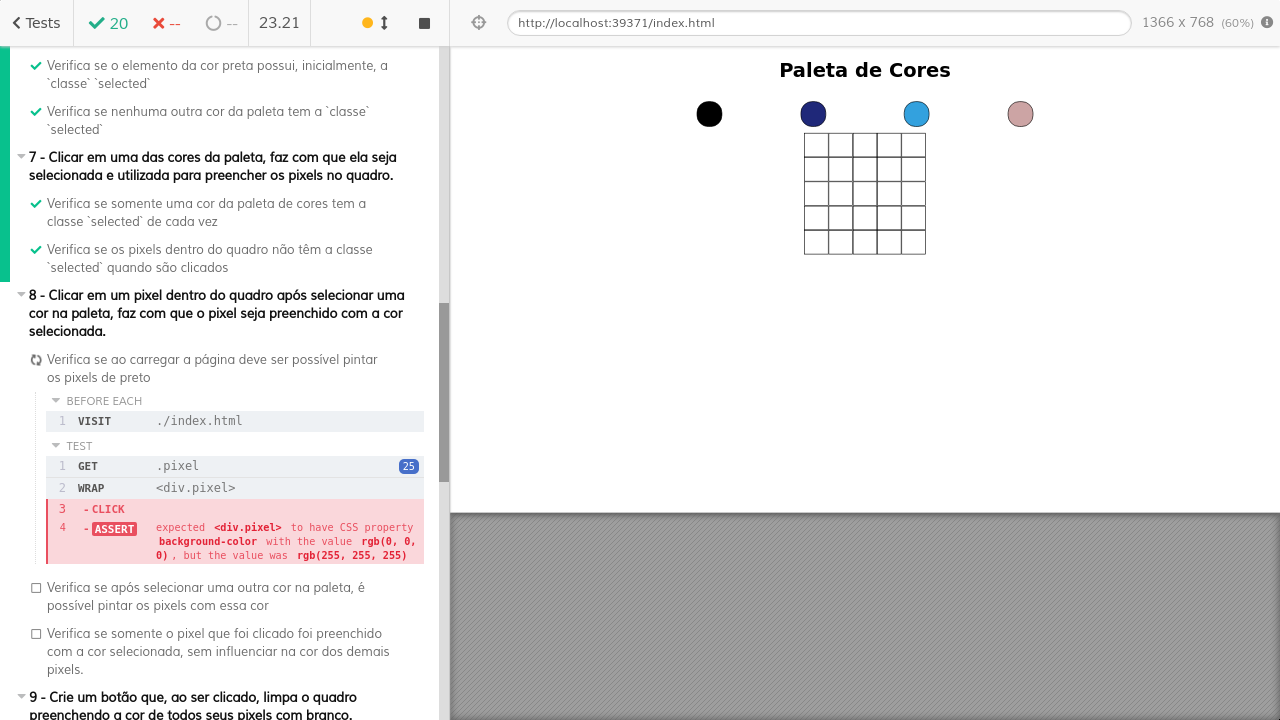 Tests
20
--
--
23.21
http://localhost:39371/index.html
1366 x 768 (60%)
Verifica se o elemento da cor preta possui, inicialmente, a
`classe` `selected`
Verifica se nenhuma outra cor da paleta tem a `classe`
`selected`
7 - Clicar em uma das cores da paleta, faz com que ela seja
selecionada e utilizada para preencher os pixels no quadro.
Verifica se somente uma cor da paleta de cores tem a
classe `selected` de cada vez
Verifica se os pixels dentro do quadro não têm a classe
`selected` quando são clicados
8 - Clicar em um pixel dentro do quadro após selecionar uma
cor na paleta, faz com que o pixel seja preenchido com a cor
selecionada.
Verifica se ao carregar a página deve ser possível pintar
os pixels de preto
BEFORE EACH
1 VISIT ./index.html
TEST
1 GET .pixel 25
2 WRAP <div.pixel>
3 -CLICK
4 -ASSERT expected <div.pixel> to have CSS property
background-color with the value rgb(0, 0,
0), but the value was rgb(255, 255, 255)
Verifica se após selecionar uma outra cor na paleta, é
possível pintar os pixels com essa cor
Verifica se somente o pixel que foi clicado foi preenchido
com a cor selecionada, sem influenciar na cor dos demais
pixels.
9 - Crie um botão que, ao ser clicado, limpa o quadro
preenchendo a cor de todos seus pixels com branco.
Paleta de Cores